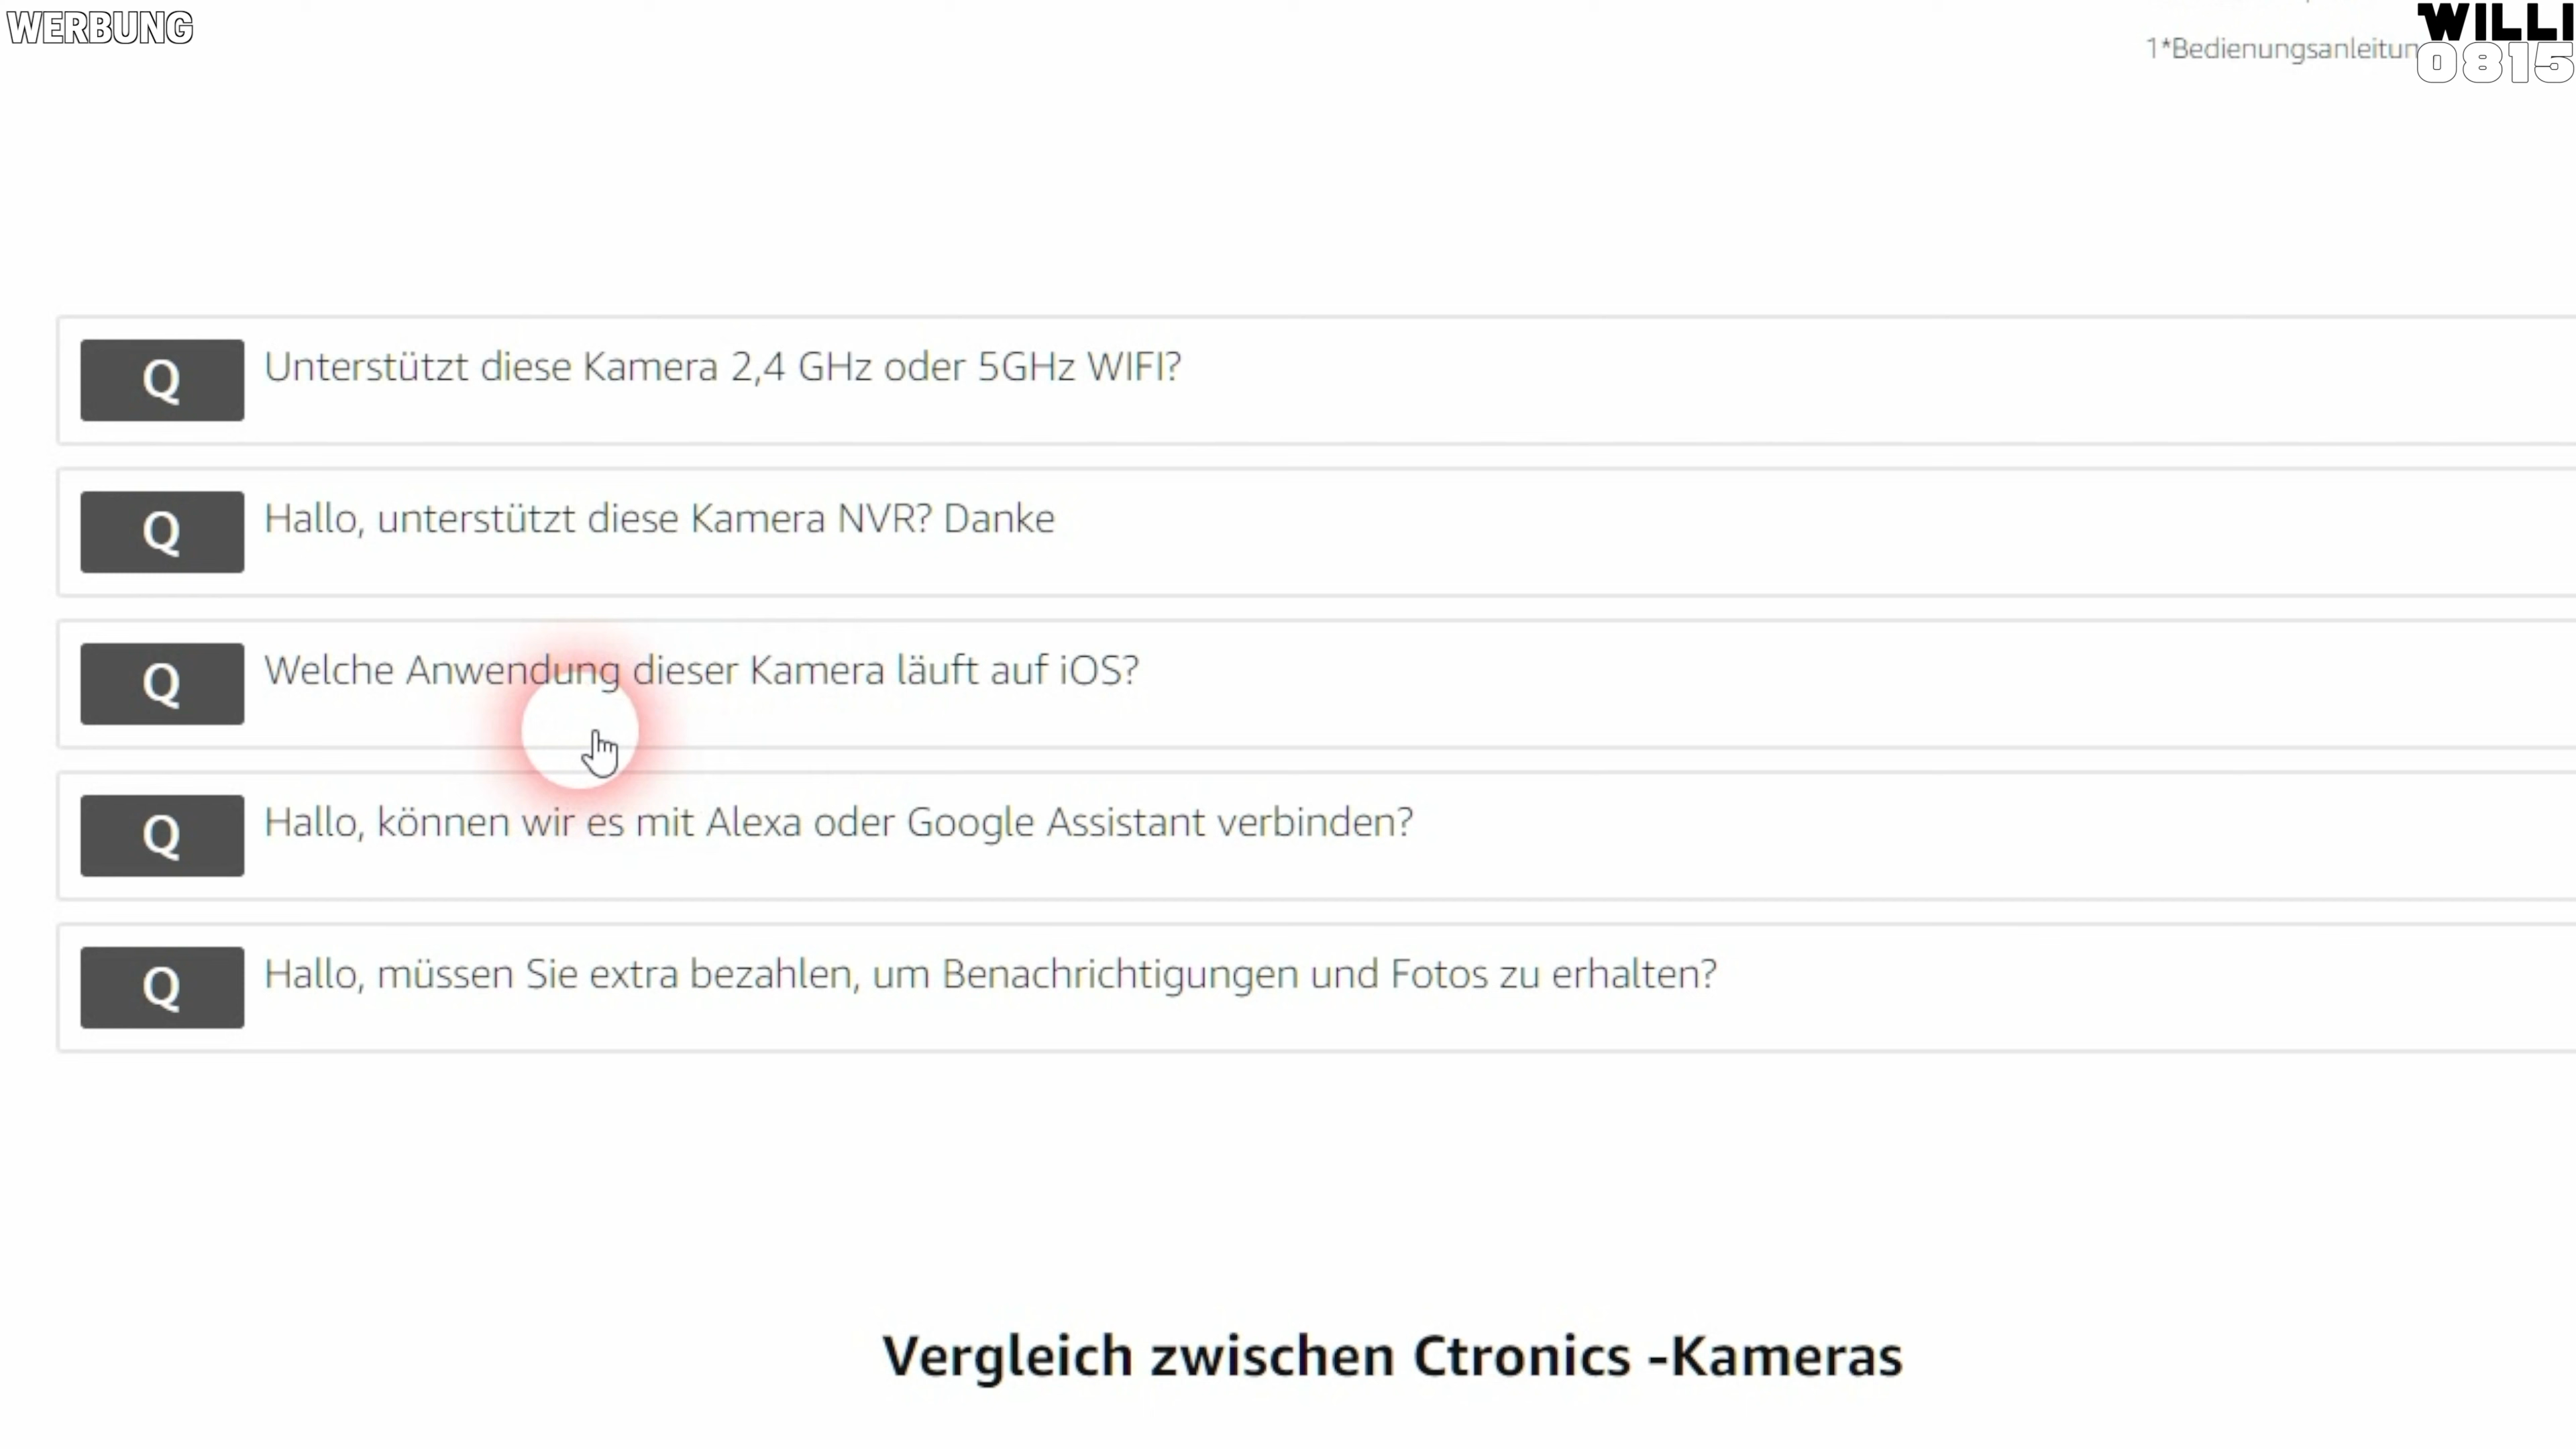 WERBUNG
WILLI
0815
1*Bedienungsanleitun
Q Unterstützt diese Kamera 2,4 GHz oder 5GHz WIFI?
Q Hallo, unterstützt diese Kamera NVR? Danke
Q Welche Anwendung dieser Kamera läuft auf iOS?
Q Hallo, können wir es mit Alexa oder Google Assistant verbinden?
Q Hallo, müssen Sie extra bezahlen, um Benachrichtigungen und Fotos zu erhalten?
Vergleich zwischen Ctronics -Kameras